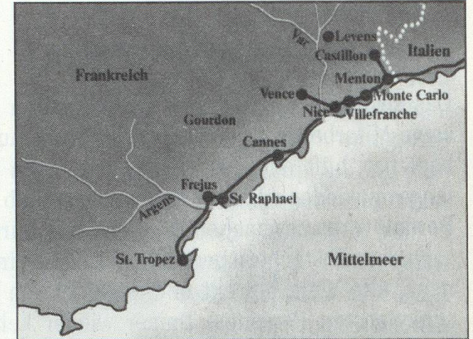 Var
Levens
Castillon
Italien
Frankreich
Menton
Vence
Monte Carlo
Nice
Villefranche
Gourdon
Cannes
Frejus
Argens
St. Raphael
St. Tropez
Mittelmeer